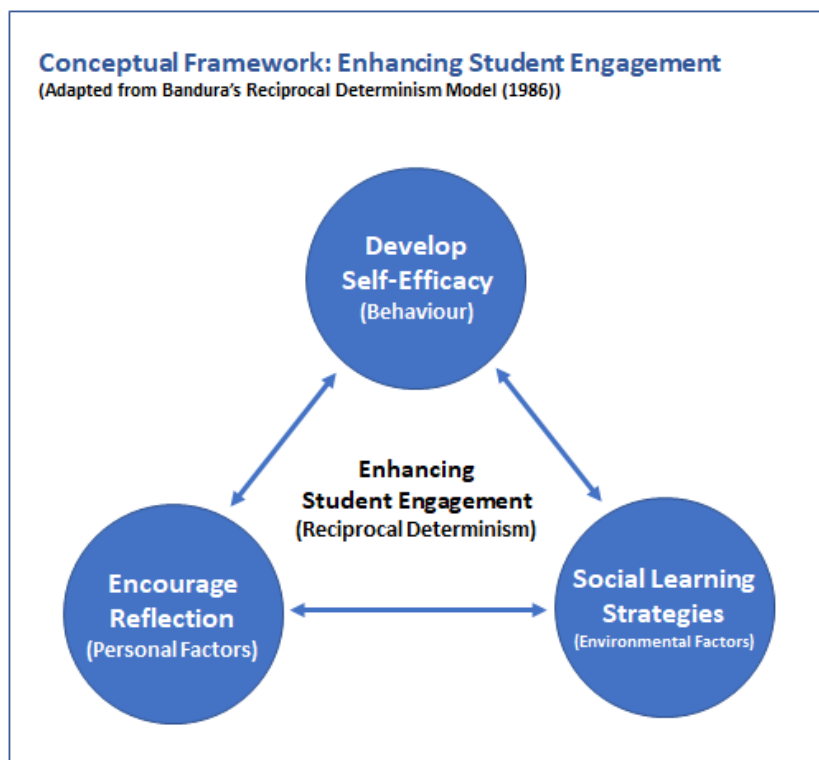 Conceptual Framework: Enhancing Student Engagement
(Adapted from Bandura's Reciprocal Determinism Model (1986))
Develop
Self-Efficacy
(Behaviour)
Enhancing
Student Engagement
(Reciprocal Determinism)
Encourage
Reflection
(Personal Factors)
Social Learning
Strategies
(Environmental Factors)